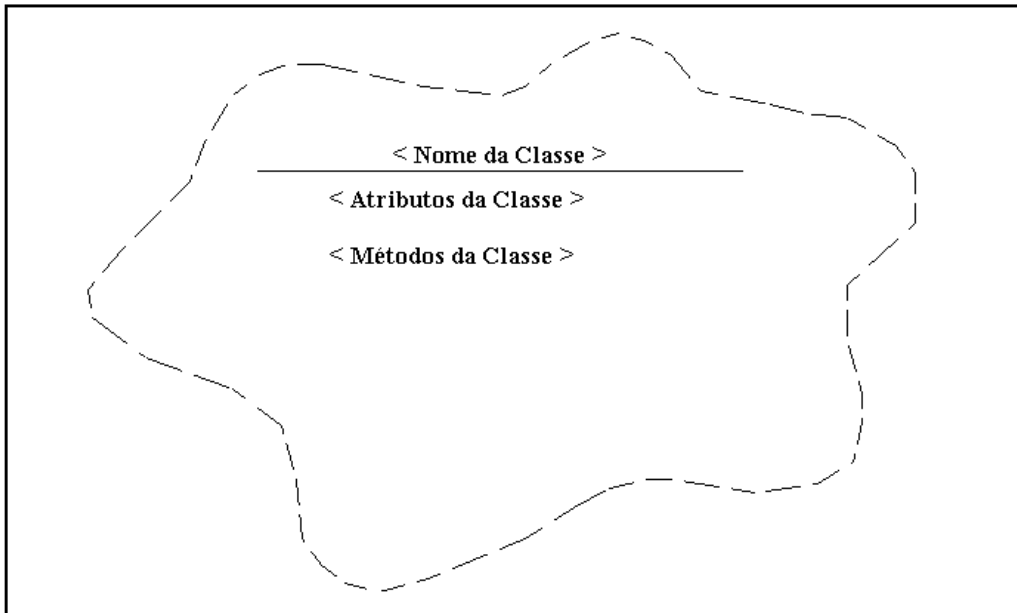 < Nome da Classe >
< Atributos da Classe >
< Métodos da Classe >